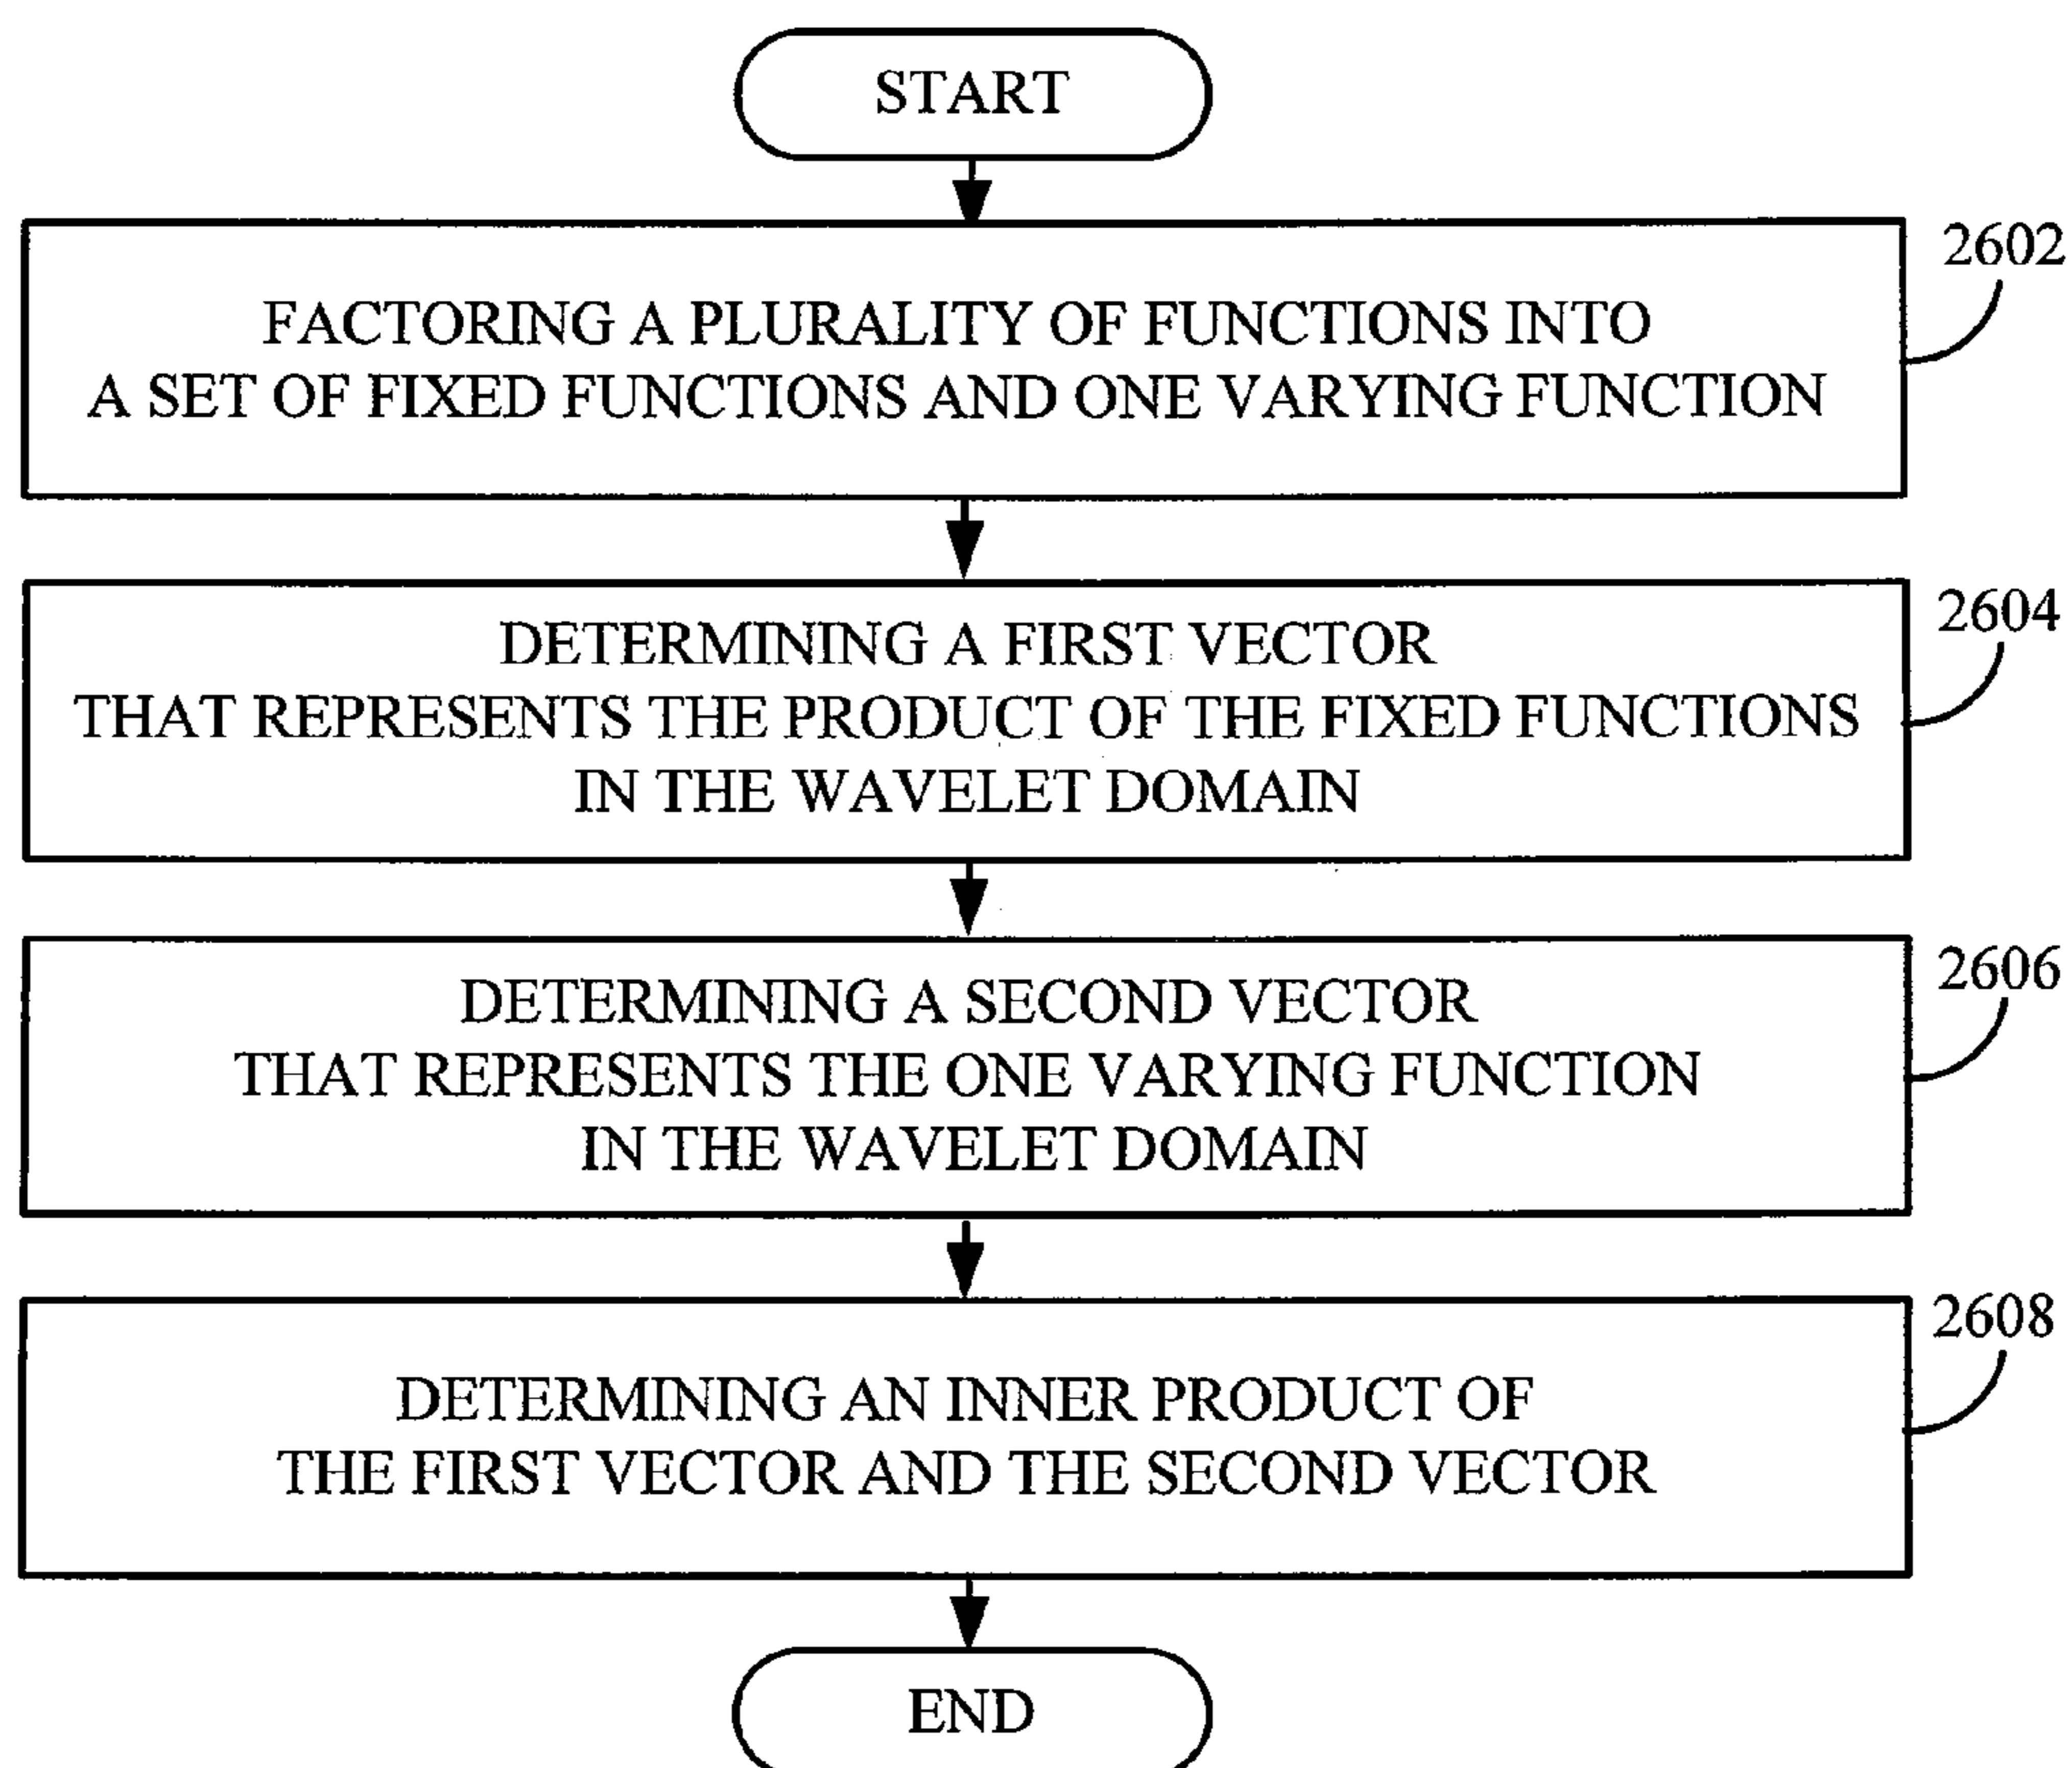 START
2602
FACTORING A PLURALITY OF FUNCTIONS INTO
A SET OF FIXED FUNCTIONS AND ONE VARYING FUNCTION
2604
DETERMINING A FIRST VECTOR
THAT REPRESENTS THE PRODUCT OF THE FIXED FUNCTIONS
IN THE WAVELET DOMAIN
2606
DETERMINING A SECOND VECTOR
THAT REPRESENTS THE ONE VARYING FUNCTION
IN THE WAVELET DOMAIN
2608
DETERMINING AN INNER PRODUCT OF
THE FIRST VECTOR AND THE SECOND VECTOR
END